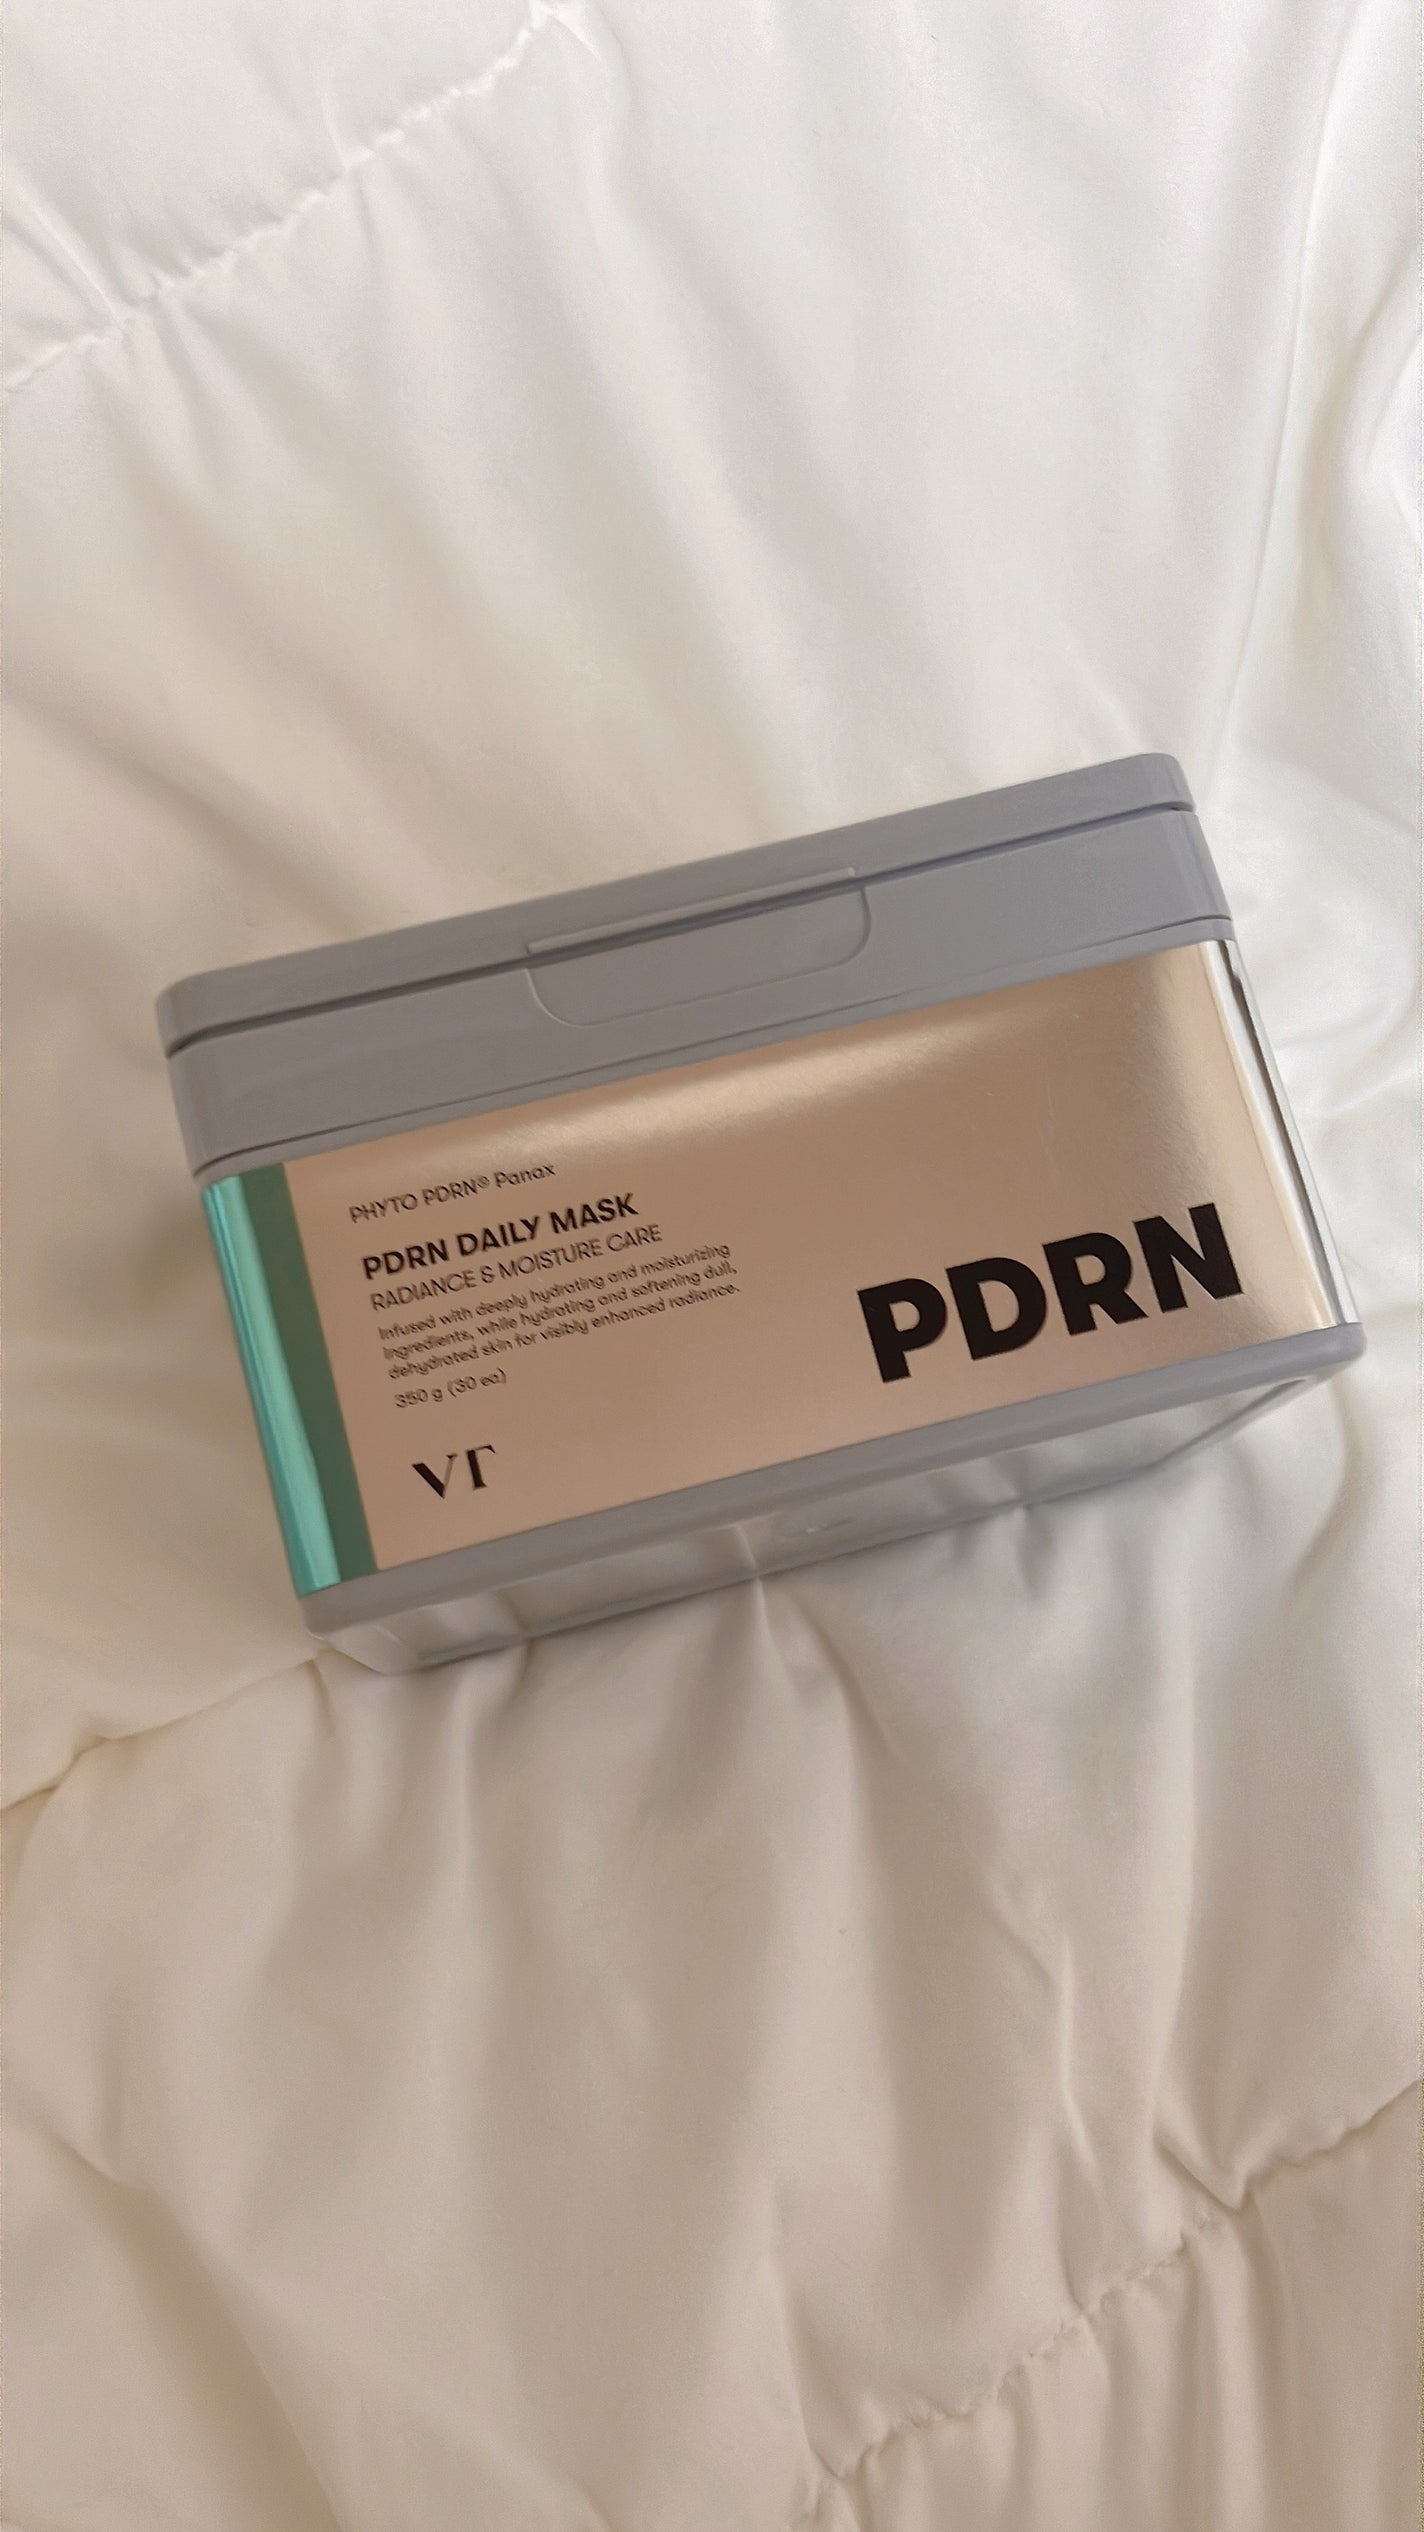 PHYTO PDRN® Panax
PDRN DAILY MASK
RADIANCE & MOISTURE CARE
Infused with deeply hydrating and moisturizing
ingredients, while hydrating and softening dull,
dehydrated skin for visibly enhanced radiance.
350 g (30 ea)
VT
PDRN